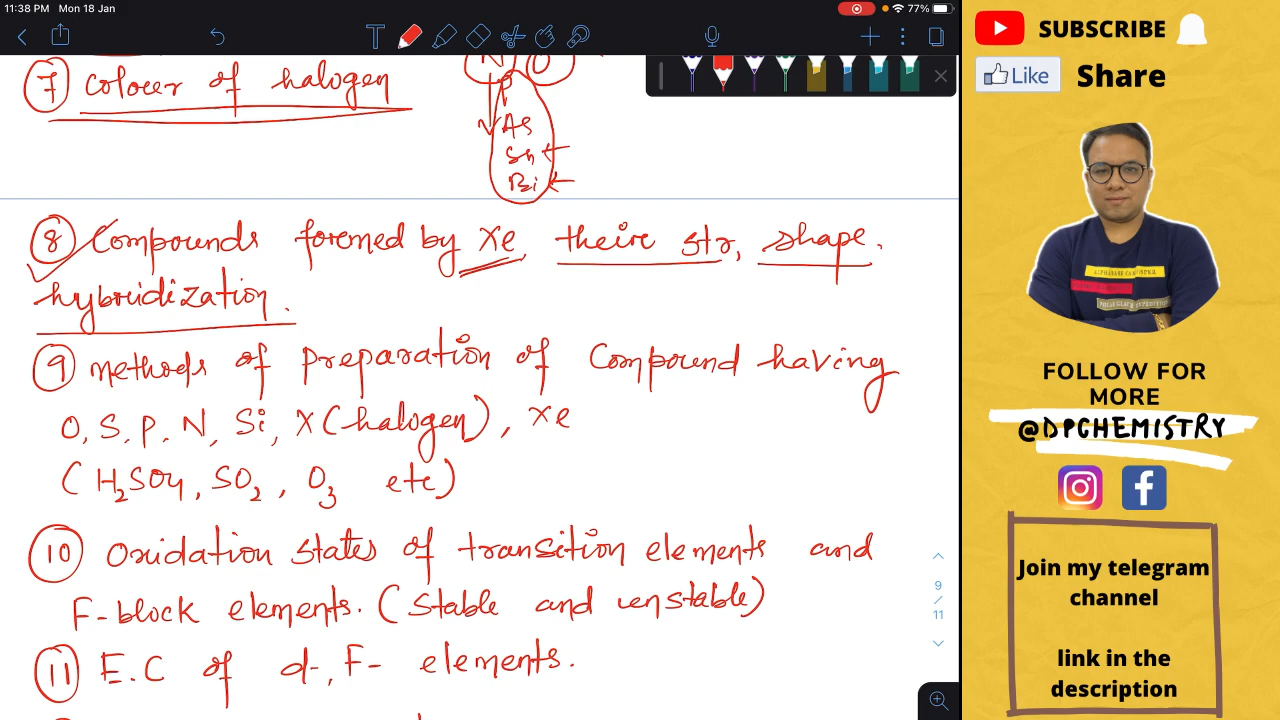 11:38 PM Mon 18 Jan
77%
T
N O
P
7 colour of halogen
As
Sn
Bi
8 Compounds formed by Xe, their str, shape.
hybridization.
9 methods of preparation of Compound having
O, S, P, N, Si, X (halogen), Xe
(H2SO4, SO2, O3 etc)
10 Oxidation states of transition elements and
F-block elements. (stable and unstable)
11 E.C of d-, F- elements.
9
/
11
SUBSCRIBE
Like Share
FOLLOW FOR
MORE
@DPCHEMISTRY
Join my telegram
channel
link in the
description